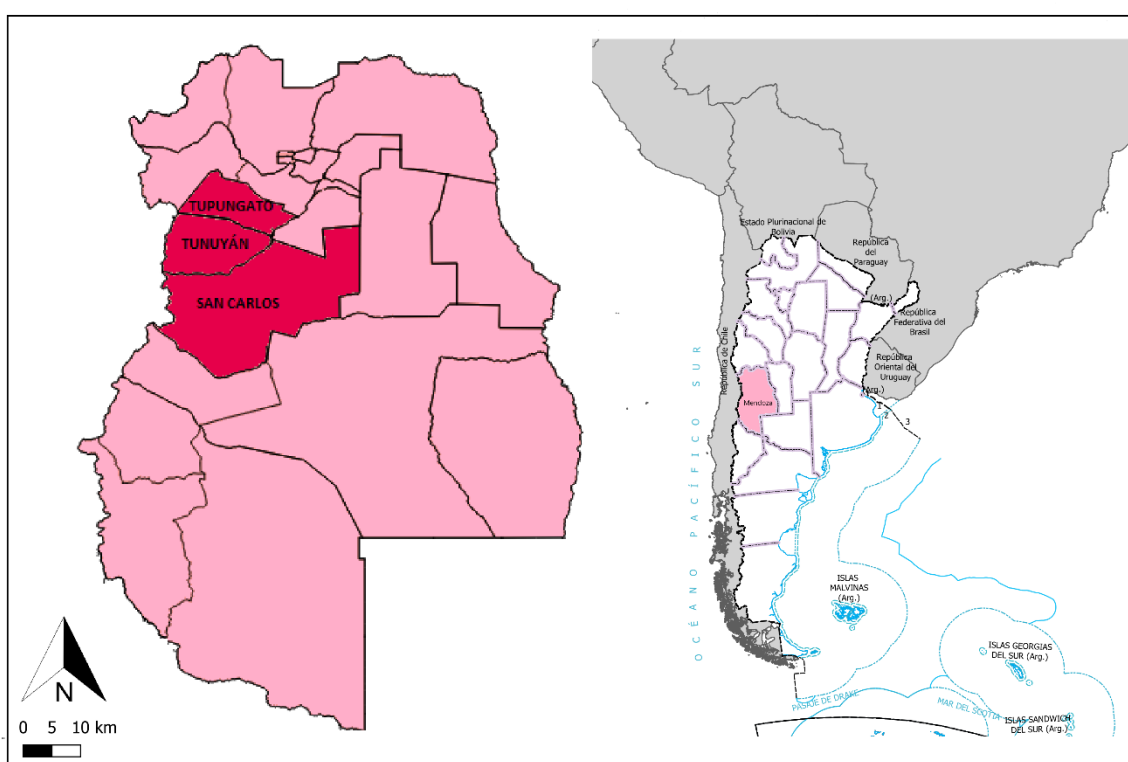 TUPUNGATO
TUNUYÁN
SAN CARLOS
N
0 5 10 km
Estado Plurinacional de
Bolivia
República
del
Paraguay
(Arg.)
República
Federativa del
Brasil
República
Oriental del
Uruguay
(Arg.)
República de Chile
Mendoza
1
2
3
OCÉANO PACÍFICO SUR
ISLAS
MALVINAS
(Arg.)
ISLAS GEORGIAS
DEL SUR (Arg.)
PASAJE DE DRAKE
MAR DEL SCOTIA
ISLAS SANDWICH
DEL SUR (Arg.)